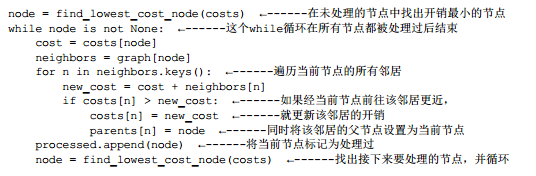 node = find_lowest_cost_node(costs) ←------在未处理的节点中找出开销最小的节点
while node is not None: ←------这个while循环在所有节点都被处理过后结束
    cost = costs[node]
    neighbors = graph[node]
    for n in neighbors.keys(): ←------遍历当前节点的所有邻居
        new_cost = cost + neighbors[n]
        if costs[n] > new_cost: ←------如果经当前节点前往该邻居更近，
            costs[n] = new_cost ←------就更新该邻居的开销
            parents[n] = node ←------同时将该邻居的父节点设置为当前节点
    processed.append(node) ←------将当前节点标记为处理过
    node = find_lowest_cost_node(costs) ←------找出接下来要处理的节点，并循环